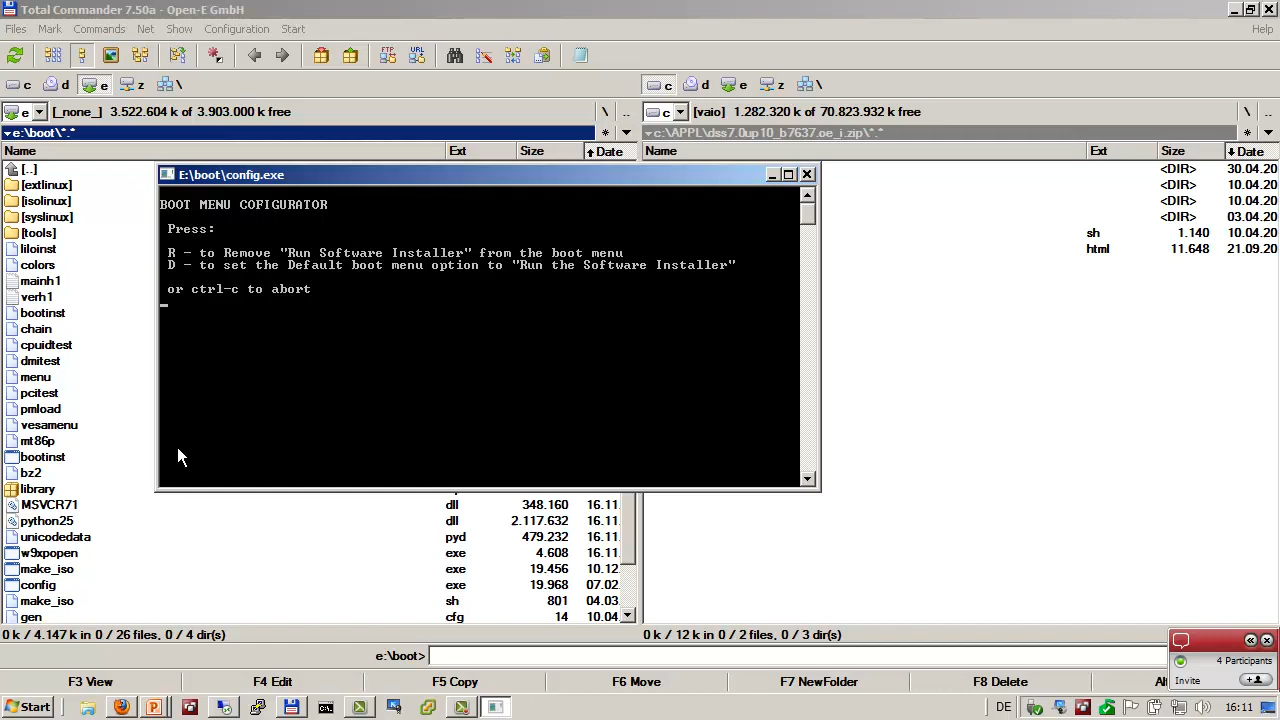 Total Commander 7.50a - Open-E GmbH
Files Mark Commands Net Show Configuration Start Help
FTP URL
c d e z \ c d e z \
e [_none_] 3.522.604 k of 3.903.000 k free \ .. c [vaio] 1.282.320 k of 70.823.932 k free \ ..
e:\boot\*.* * c:\APPL\dss7.0up10_b7637.oe_i.zip\*.* *
Name Ext Size Date Name Ext Size Date
[..] <DIR> 30.04.20
[extlinux] <DIR> 10.04.20
[isolinux] <DIR> 10.04.20
[syslinux] <DIR> 03.04.20
[tools] sh 1.140 10.04.20
liloinst html 11.648 21.09.20
colors
mainh1
verh1
bootinst
chain
cpuidtest
dmitest
menu
pcitest
pmload
vesamenu
mt86p
bootinst
bz2
library
MSVCR71 dll 348.160 16.11.
python25 dll 2.117.632 16.11.
unicodedata pyd 479.232 16.11.
w9xpopen exe 4.608 16.11.
make_iso exe 19.456 10.12
config exe 19.968 07.02
make_iso sh 801 04.03
gen cfg 14 10.04
E:\boot\config.exe
BOOT MENU COFIGURATOR
Press:
R - to Remove "Run Software Installer" from the boot menu
D - to set the Default boot menu option to "Run the Software Installer"
or ctrl-c to abort
0 k / 4.147 k in 0 / 26 files, 0 / 4 dir(s) 0 k / 12 k in 0 / 2 files, 0 / 3 dir(s)
e:\boot>
F3 View F4 Edit F5 Copy F6 Move F7 NewFolder F8 Delete Alt
4 Participants
Invite
Start DE 16:11